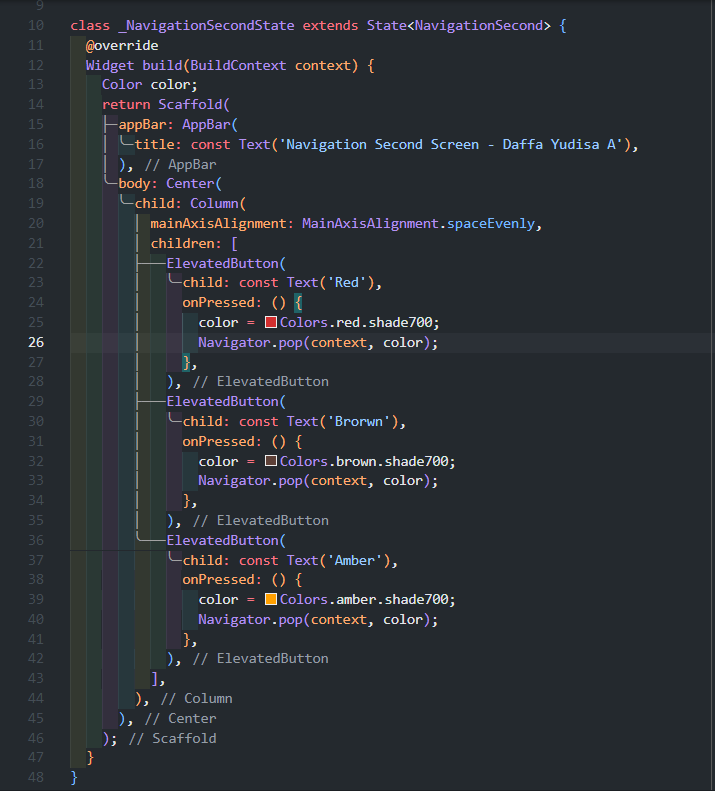 9
10 class _NavigationSecondState extends State<NavigationSecond> {
11   @override
12   Widget build(BuildContext context) {
13     Color color;
14     return Scaffold(
15       appBar: AppBar(
16         title: const Text('Navigation Second Screen - Daffa Yudisa A'),
17       ), // AppBar
18       body: Center(
19         child: Column(
20           mainAxisAlignment: MainAxisAlignment.spaceEvenly,
21           children: [
22             ElevatedButton(
23               child: const Text('Red'),
24               onPressed: () {
25                 color = Colors.red.shade700;
26                 Navigator.pop(context, color);
27               },
28             ), // ElevatedButton
29             ElevatedButton(
30               child: const Text('Brorwn'),
31               onPressed: () {
32                 color = Colors.brown.shade700;
33                 Navigator.pop(context, color);
34               },
35             ), // ElevatedButton
36             ElevatedButton(
37               child: const Text('Amber'),
38               onPressed: () {
39                 color = Colors.amber.shade700;
40                 Navigator.pop(context, color);
41               },
42             ), // ElevatedButton
43           ],
44         ), // Column
45       ), // Center
46     ); // Scaffold
47   }
48 }